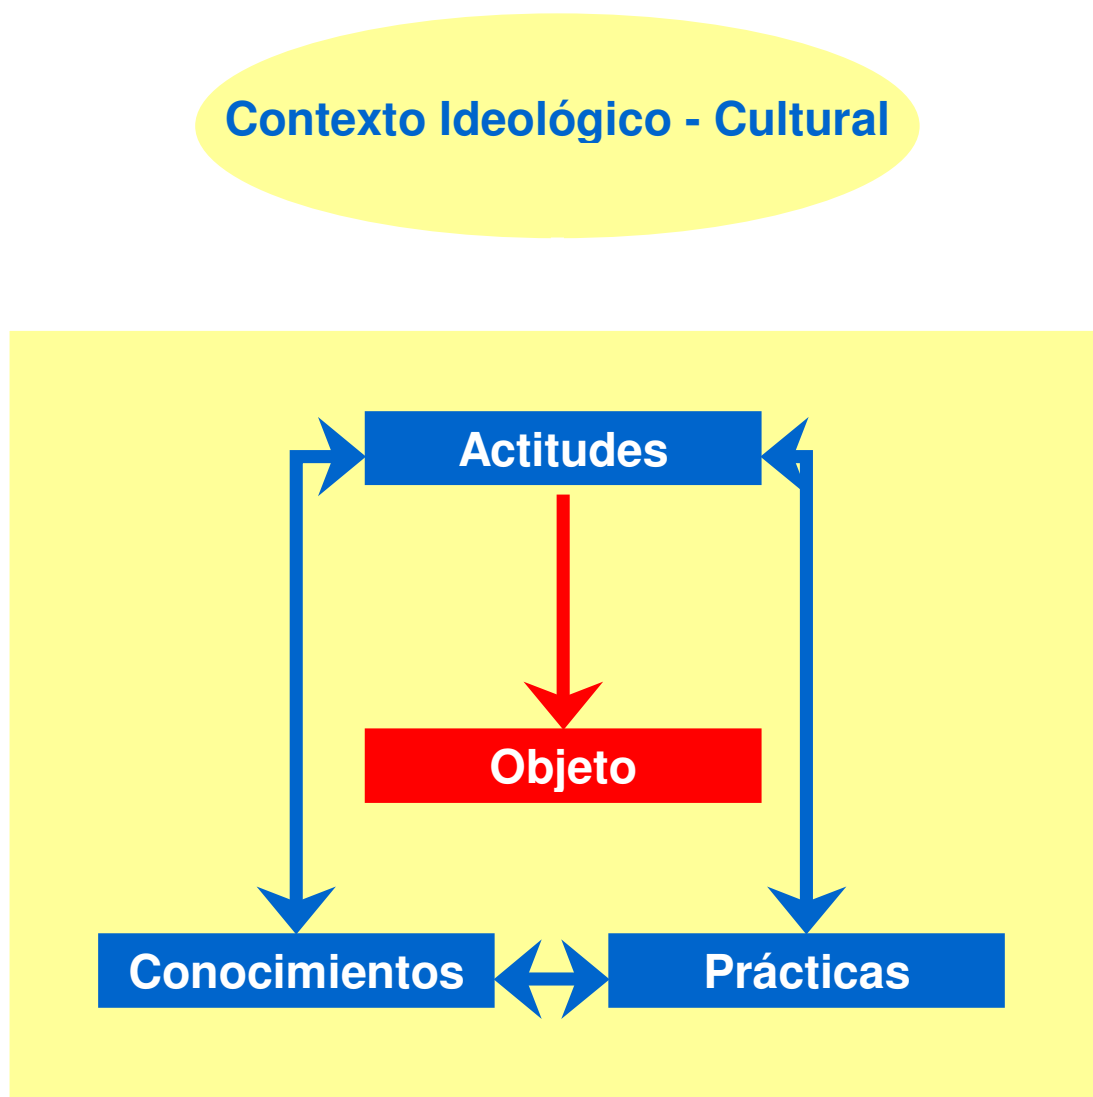 Contexto Ideológico - Cultural
Actitudes
Objeto
Conocimientos
Prácticas